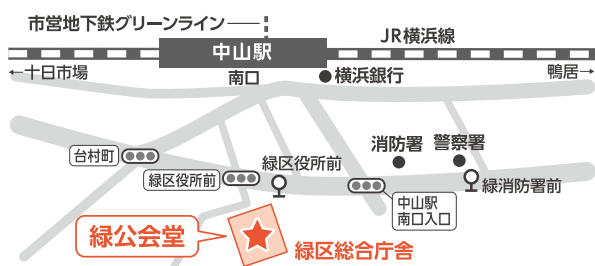 市営地下鉄グリーンライン
JR横浜線
中山駅
←十日市場
南口
横浜銀行
鴨居→
消防署
警察署
台村町
緑区役所前
緑区役所前
緑消防署前
中山駅
南口入口
緑公会堂
緑区総合庁舎